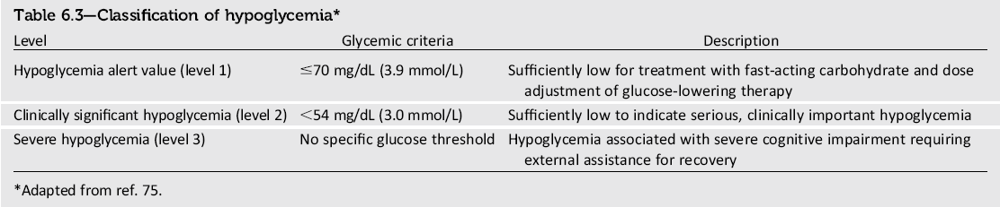 Table 6.3—Classification of hypoglycemia*
Level Glycemic criteria Description
Hypoglycemia alert value (level 1) ≤70 mg/dL (3.9 mmol/L) Sufficiently low for treatment with fast-acting carbohydrate and dose
adjustment of glucose-lowering therapy
Clinically significant hypoglycemia (level 2) <54 mg/dL (3.0 mmol/L) Sufficiently low to indicate serious, clinically important hypoglycemia
Severe hypoglycemia (level 3) No specific glucose threshold Hypoglycemia associated with severe cognitive impairment requiring
external assistance for recovery
*Adapted from ref. 75.